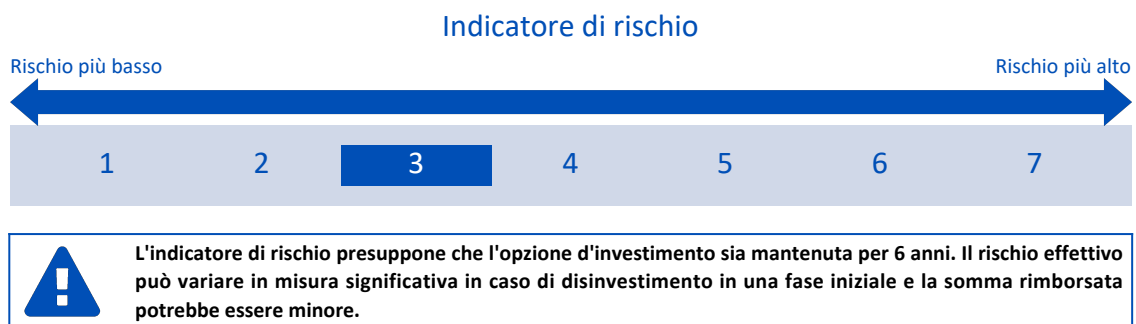 Indicatore di rischio
Rischio più basso
Rischio più alto
1 2 3 4 5 6 7
L'indicatore di rischio presuppone che l'opzione d'investimento sia mantenuta per 6 anni. Il rischio effettivo
può variare in misura significativa in caso di disinvestimento in una fase iniziale e la somma rimborsata
potrebbe essere minore.